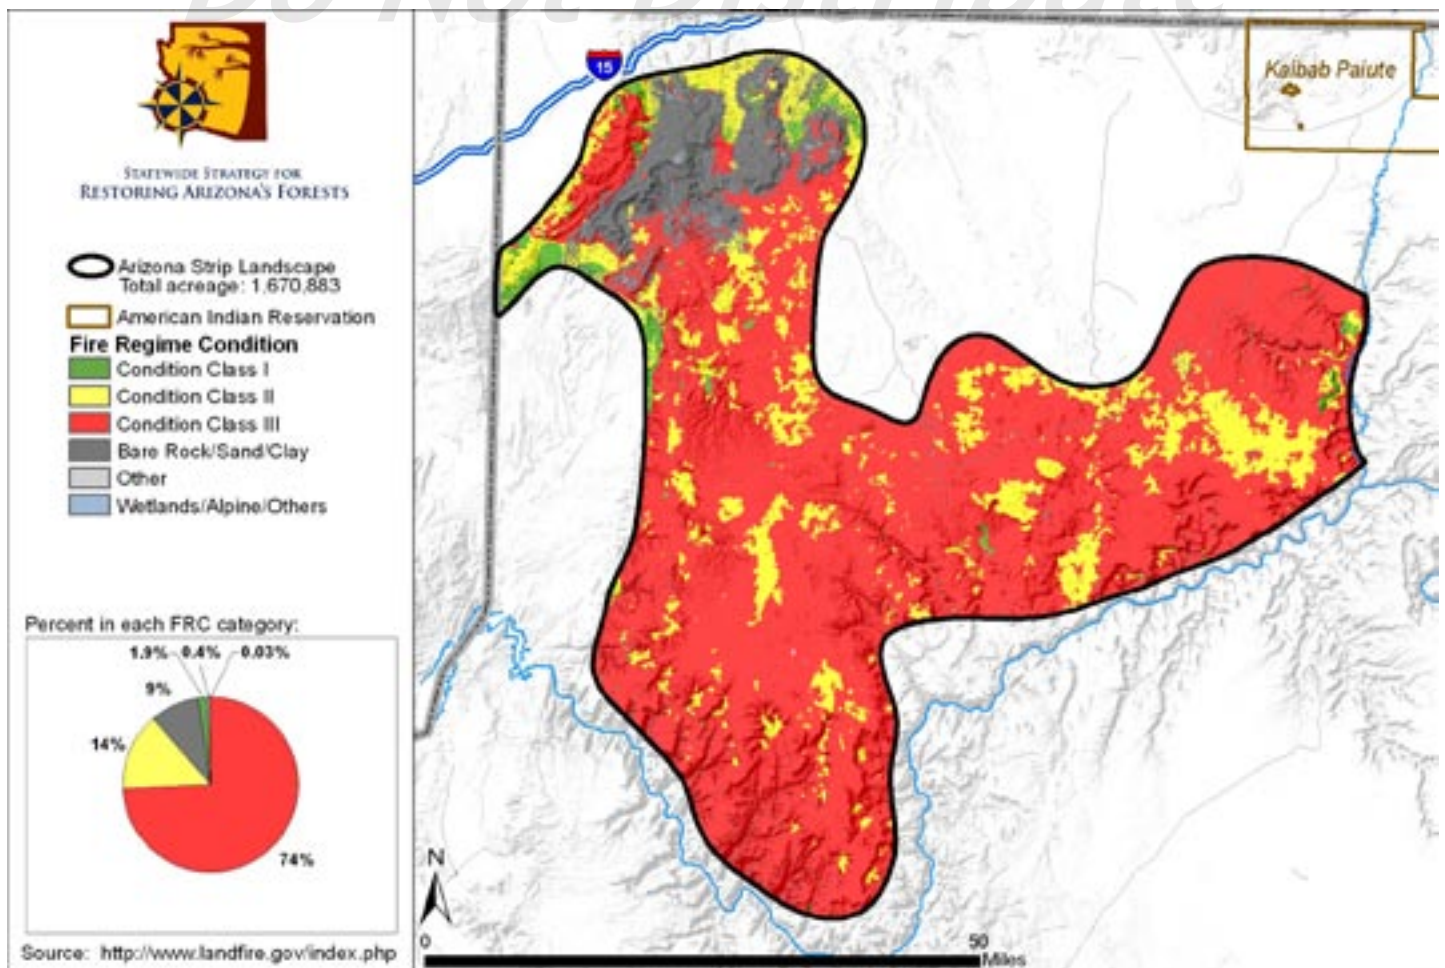 Do Not Distribute
STATEWIDE STRATEGY FOR
RESTORING ARIZONA'S FORESTS
Arizona Strip Landscape
Total acreage: 1,670,883
American Indian Reservation
Fire Regime Condition
Condition Class I
Condition Class II
Condition Class III
Bare Rock/Sand/Clay
Other
Wetlands/Alpine/Others
Percent in each FRC category:
1.9% 0.4% 0.03%
9%
14%
74%
Source: http://www.landfire.gov/index.php
15
Kaibab Paiute
N
0 50
Miles